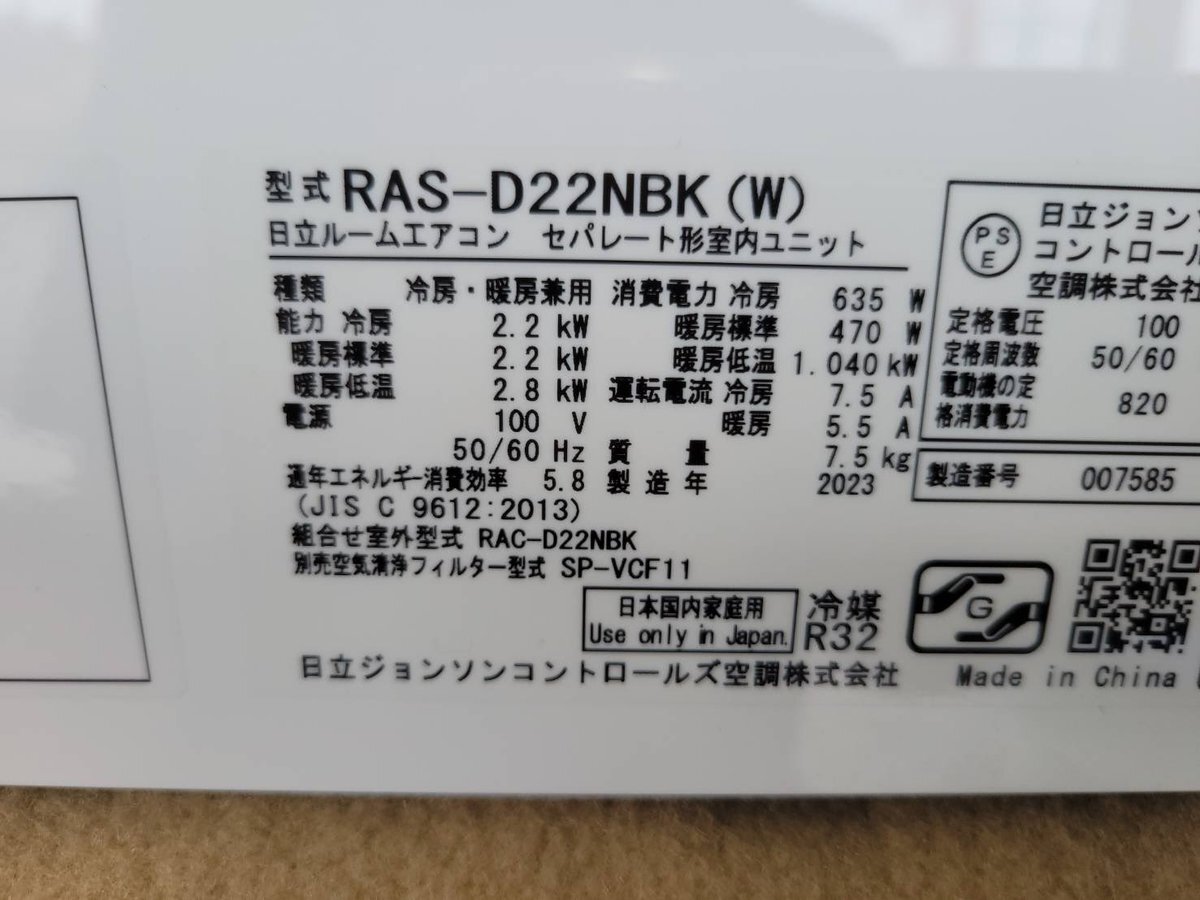 型式 RAS-D22NBK (W)
日立ルームエアコン セパレート形室内ユニット
種類 冷房・暖房兼用
能力 冷房 2.2 kW
暖房標準 2.2 kW
暖房低温 2.8 kW
電源 100 V
50/60 Hz
通年エネルギー消費効率 5.8
(JIS C 9612:2013)
消費電力 冷房 635 W
暖房標準 470 W
暖房低温 1.040 kW
運転電流 冷房 7.5 A
暖房 5.5 A
質量 7.5 kg
製造年 2023
組合せ室外型式 RAC-D22NBK
別売空気清浄フィルター型式 SP-VCF11
日本国内家庭用
Use only in Japan.
冷媒
R32
日立ジョンソンコントロールズ空調株式会社
PS
E
日立ジョン
コントロール
空調株式会社
定格電圧 100
定格周波数 50/60
電動機の定
格消費電力 820
製造番号 007585
G
Made in China